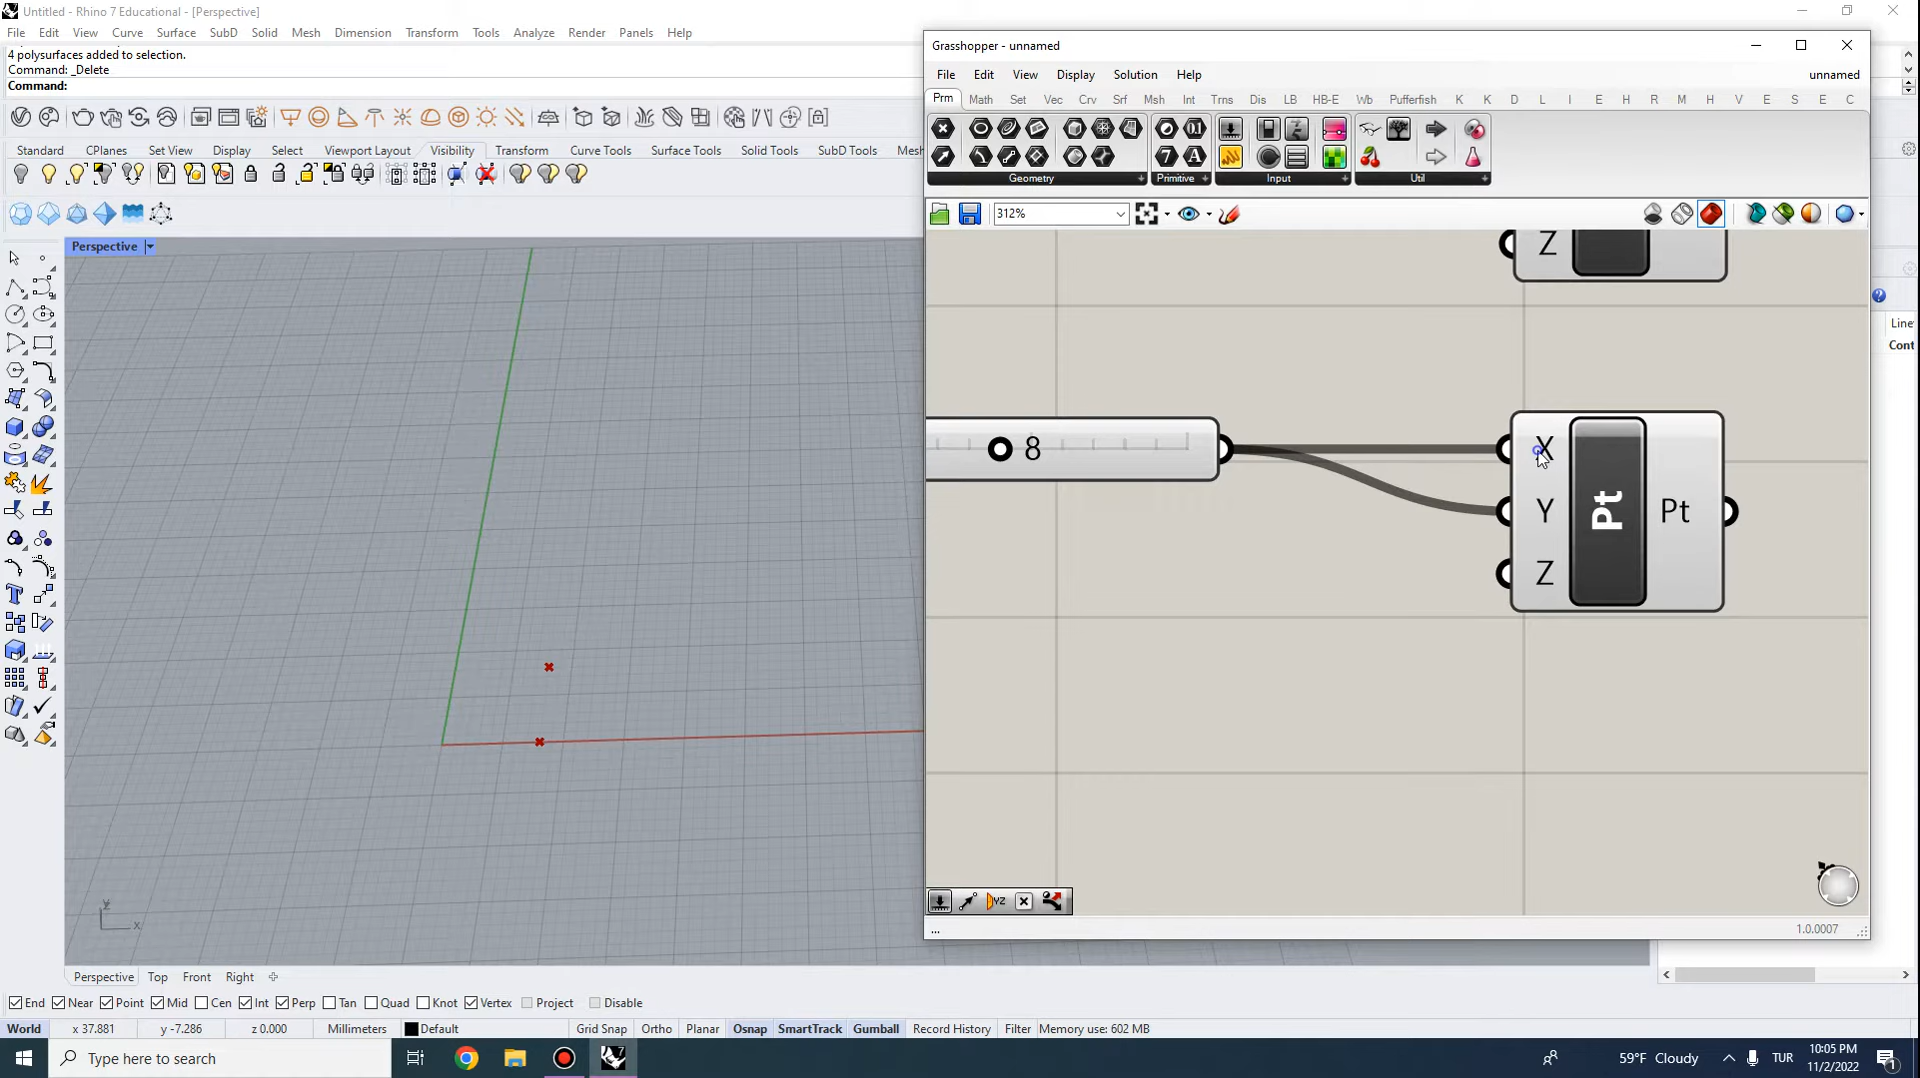 Untitled - Rhino 7 Educational - [Perspective]
File Edit View Curve Surface SubD Solid Mesh Dimension Transform Tools Analyze Render Panels Help
4 polysurfaces added to selection.
Command: _Delete
Command:
Standard CPlanes Set View Display Select Viewport Layout Visibility Transform Curve Tools Surface Tools Solid Tools SubD Tools Mesh
Perspective
Grasshopper - unnamed
File Edit View Display Solution Help unnamed
Prm Math Set Vec Crv Srf Msh Int Trns Dis LB HB-E Wb Pufferfish K K D L I E H R M H V E S E C
Geometry Primitive Input Util
312%
Z
8
X
Y
Z
Pt
Pt
YZ
...
1.0.0007
Line
Cont
z
x
Perspective Top Front Right
End Near Point Mid Cen Int Perp Tan Quad Knot Vertex Project Disable
World x 37.881 y -7.286 z 0.000 Millimeters Default Grid Snap Ortho Planar Osnap SmartTrack Gumball Record History Filter Memory use: 602 MB
Type here to search
59°F Cloudy
TUR
10:05 PM
11/2/2022
1